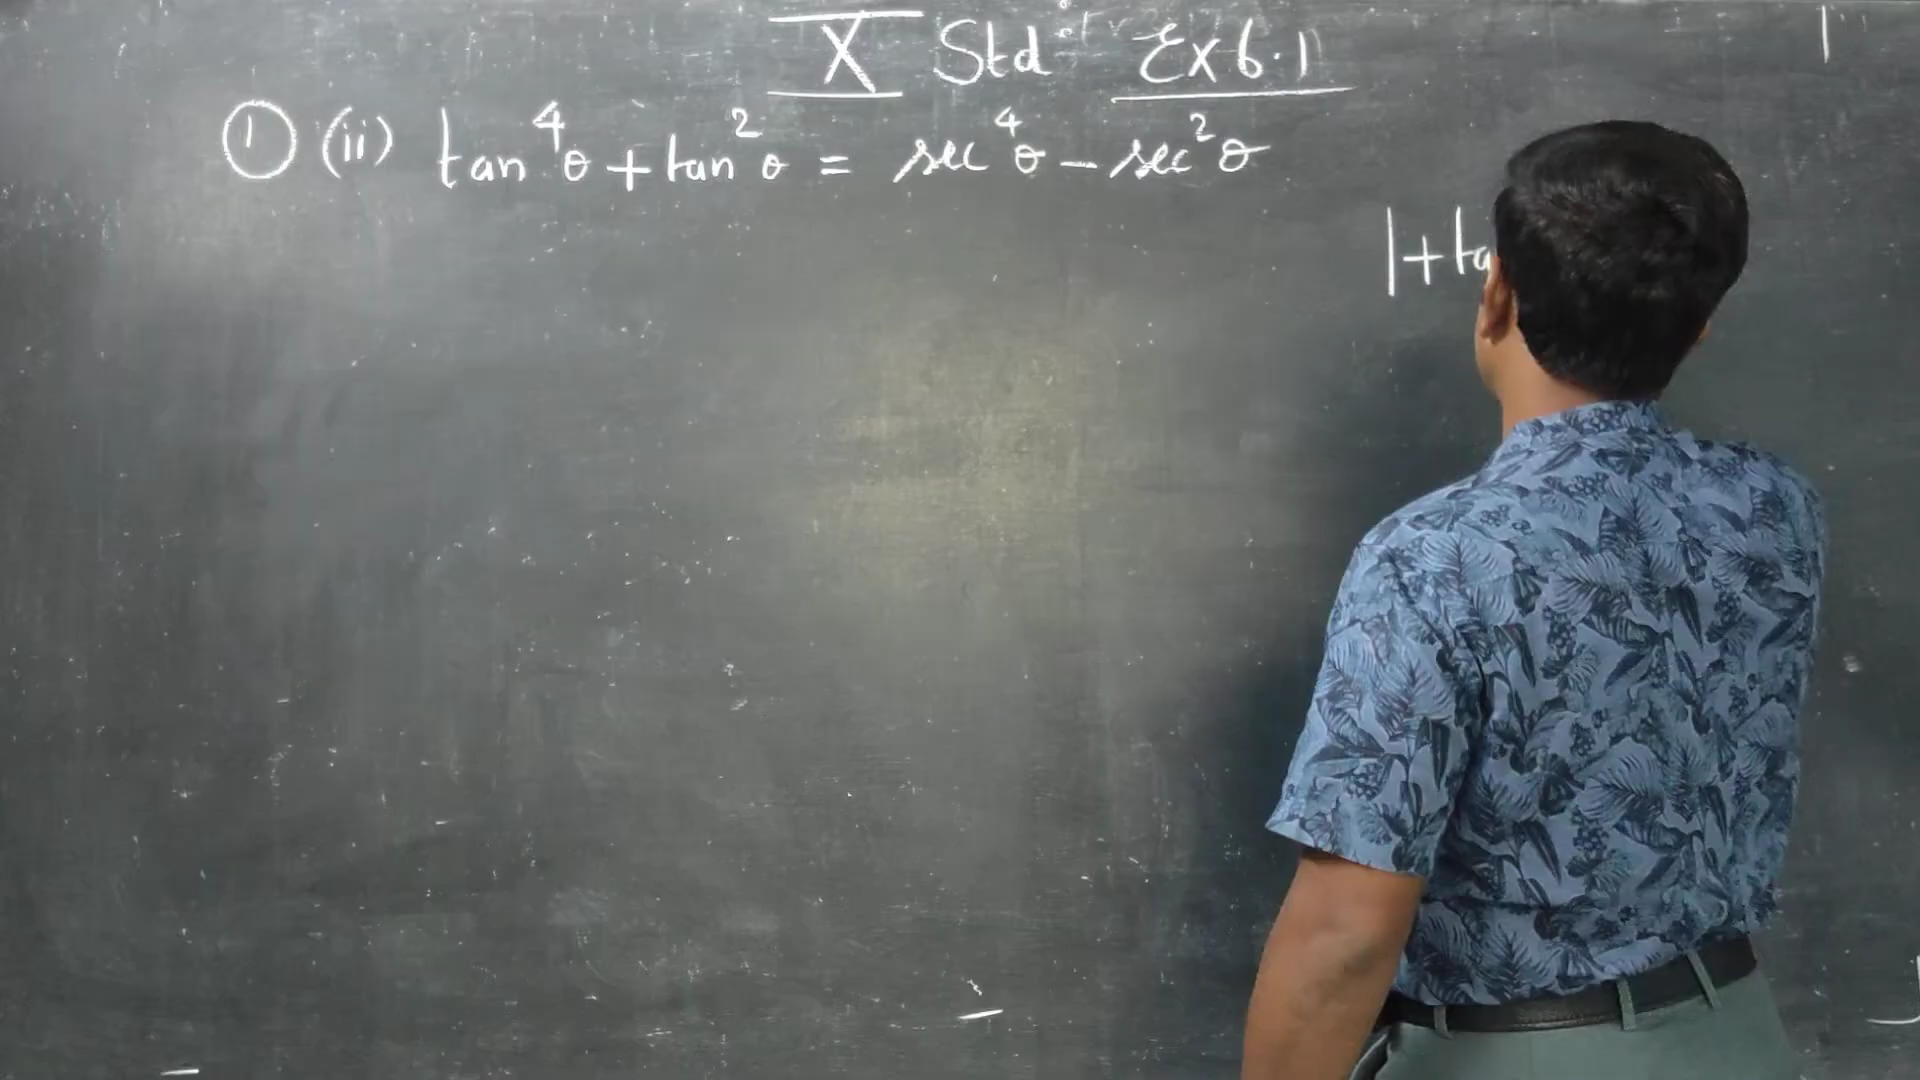 X Std Ex 6.1
① (ii) tan⁴θ + tan²θ = sec⁴θ − sec²θ
1+ta